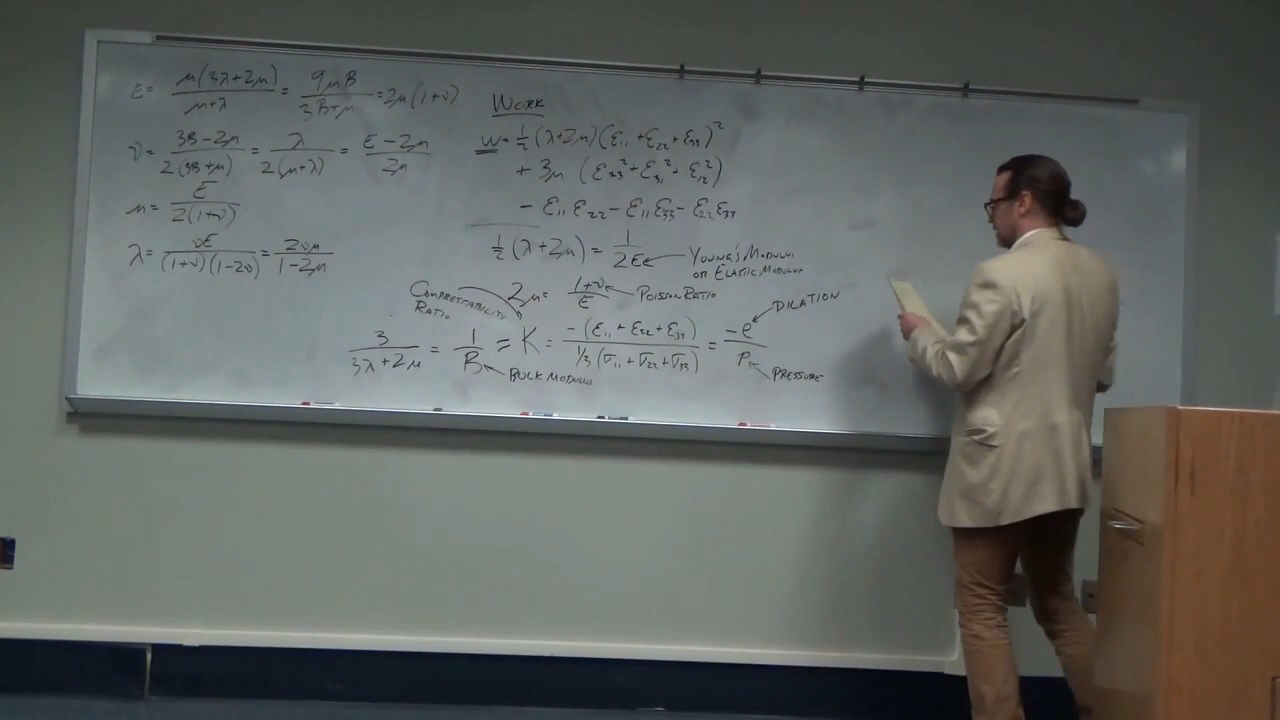 E = μ(3λ+2μ)/(μ+λ) = 9μB/(3B+μ) = 2μ(1+ν)
ν = (3B-2μ)/(2(3B+μ)) = λ/(2(μ+λ)) = (E-2μ)/(2μ)
μ = E/(2(1+ν))
λ = νE/((1+ν)(1-2ν)) = 2νμ/(1-2μ)
WORK
W = ½(λ+2μ)(ε₁₁+ε₂₂+ε₃₃)²
+ 3μ (ε₂₃²+ε₃₁²+ε₁₂²)
- ε₁₁ε₂₂-ε₁₁ε₃₃-ε₂₂ε₃₃
½(λ+2μ) = 1/(2E) ← YOUNG'S MODULUS
OR ELASTIC MODULUS
2μ = (1+ν)/E ← POISSION RATIO
COMPRESTABILITY
RATIO
3/(3λ+2μ) = 1/B = K = -(ε₁₁+ε₂₂+ε₃₃)/(1/3(σ₁₁+σ₂₂+σ₃₃)) = -e/P
BULK MODULUS
DILATION
PRESSURE